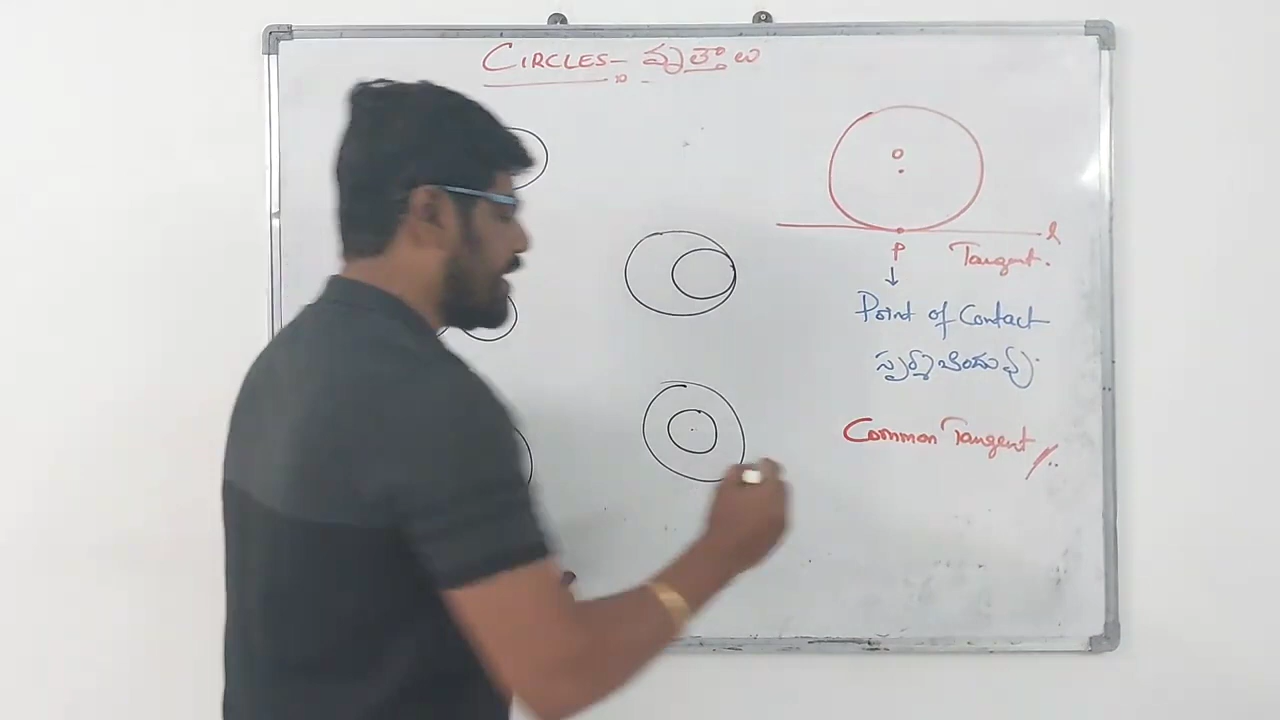 CIRCLES - వృత్తాలు
O
l
P
Tangent.
Point of Contact
స్పర్శ బిందువు.
Common Tangent